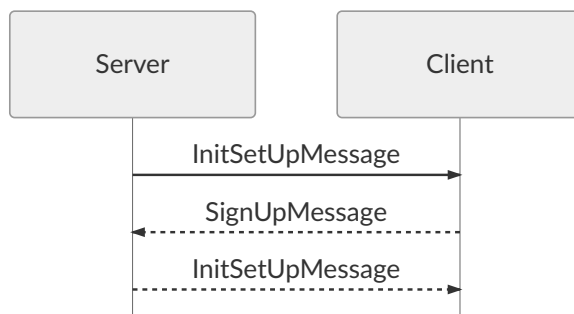 Server
Client
InitSetUpMessage
SignUpMessage
InitSetUpMessage